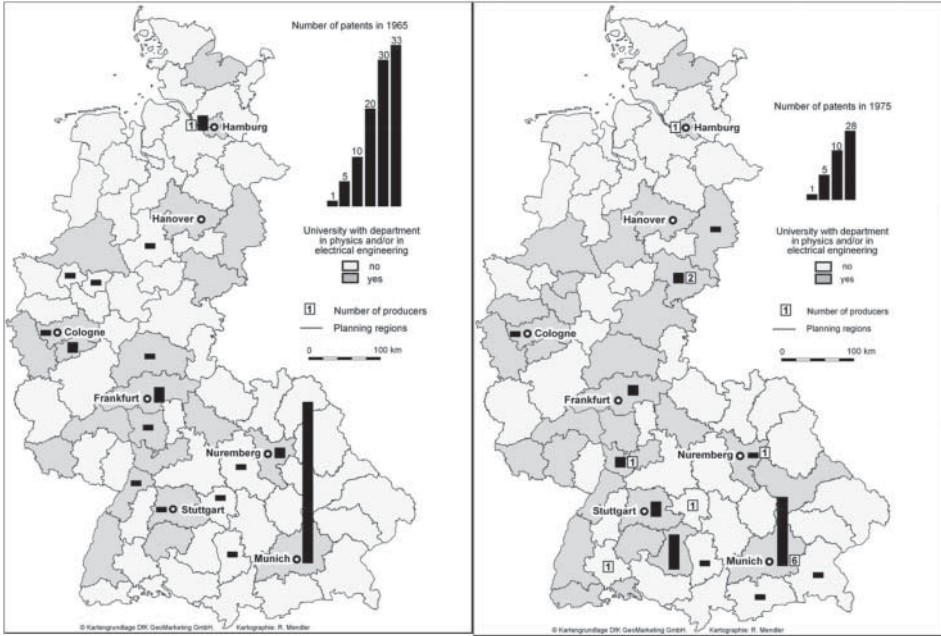 Number of patents in 1965
1
5
10
20
30
33
1
Hamburg
Hanover
University with department
in physics and/or in
electrical engineering
no
yes
1
Number of producers
Planning regions
0
100 km
Cologne
Frankfurt
Nuremberg
Stuttgart
Munich
© Kartengrundlage DfK GeoMarketing GmbH. Kartographie: R. Mendler
Number of patents in 1975
1
5
10
28
1
Hamburg
Hanover
University with department
in physics and/or in
electrical engineering
no
yes
2
1
Number of producers
Planning regions
0
100 km
Cologne
Frankfurt
Nuremberg
1
1
Stuttgart
1
1
Munich
6
© Kartengrundlage DfK GeoMarketing GmbH. Kartographie: R. Mendler